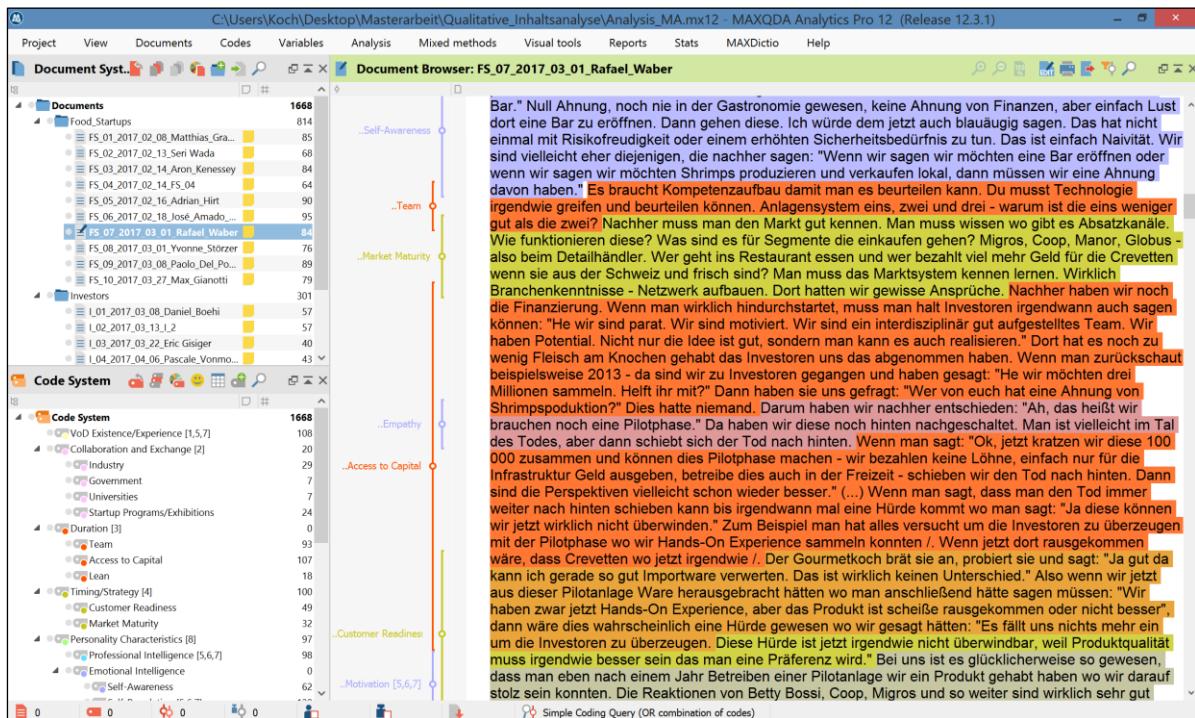 C:\Users\Koch\Desktop\Masterarbeit\Qualitative_Inhaltsanalyse\Analysis_MA.mx12 - MAXQDA Analytics Pro 12 (Release 12.3.1)
Project View Documents Codes Variables Analysis Mixed methods Visual tools Reports Stats MAXDictio Help
Document Syst...
Documents 1668
Food_Startups 814
FS_01_2017_02_08_Matthias_Gra... 85
FS_02_2017_02_13_Seri Wada 68
FS_03_2017_02_14_Aron_Kenessey 84
FS_04_2017_02_14_FS_04 64
FS_05_2017_02_16_Adrian_Hirt 90
FS_06_2017_02_18_José_Amado_... 95
FS_07_2017_03_01_Rafael_Waber 84
FS_08_2017_03_01_Yvonne_Störzer 76
FS_09_2017_03_08_Paolo_Del_Po... 89
FS_10_2017_03_27_Max_Gianotti 79
Investors 301
I_01_2017_03_08_Daniel_Boehi 57
I_02_2017_03_13_I_2 57
I_03_2017_03_22_Eric Gisiger 40
I_04_2017_04_06_Pascale_Vonmo... 43
Code System
Code System 1668
VoD Existence/Experience [1,5,7] 108
Collaboration and Exchange [2] 20
Industry 29
Government 7
Universities 7
Startup Programs/Exhibitions 24
Duration [3] 0
Team 93
Access to Capital 107
Lean 18
Timing/Strategy [4] 100
Customer Readiness 49
Market Maturity 32
Personality Characteristics [8] 97
Professional Intelligence [5,6,7] 98
Emotional Intelligence 0
Self-Awareness 62
Document Browser: FS_07_2017_03_01_Rafael_Waber
..Self-Awareness
..Team
..Market Maturity
..Empathy
..Access to Capital
..Customer Readiness
..Motivation [5,6,7]
Bar." Null Ahnung, noch nie in der Gastronomie gewesen, keine Ahnung von Finanzen, aber einfach Lust
dort eine Bar zu eröffnen. Dann gehen diese. Ich würde dem jetzt auch blauäugig sagen. Das hat nicht
einmal mit Risikofreudigkeit oder einem erhöhten Sicherheitsbedürfnis zu tun. Das ist einfach Naivität. Wir
sind vielleicht eher diejenigen, die nachher sagen: "Wenn wir sagen wir möchten eine Bar eröffnen oder
wenn wir sagen wir möchten Shrimps produzieren und verkaufen lokal, dann müssen wir eine Ahnung
davon haben." Es braucht Kompetenzaufbau damit man es beurteilen kann. Du musst Technologie
irgendwie greifen und beurteilen können. Anlagensystem eins, zwei und drei - warum ist die eins weniger
gut als die zwei? Nachher muss man den Markt gut kennen. Man muss wissen wo gibt es Absatzkanäle.
Wie funktionieren diese? Was sind es für Segmente die einkaufen gehen? Migros, Coop, Manor, Globus -
also beim Detailhändler. Wer geht ins Restaurant essen und wer bezahlt viel mehr Geld für die Crevetten
wenn sie aus der Schweiz und frisch sind? Man muss das Marktsystem kennen lernen. Wirklich
Branchenkenntnisse - Netzwerk aufbauen. Dort hatten wir gewisse Ansprüche. Nachher haben wir noch
die Finanzierung. Wenn man wirklich hindurchstartet, muss man halt Investoren irgendwann auch sagen
können: "He wir sind parat. Wir sind motiviert. Wir sind ein interdisziplinär gut aufgestelltes Team. Wir
haben Potential. Nicht nur die Idee ist gut, sondern man kann es auch realisieren." Dort hat es noch zu
wenig Fleisch am Knochen gehabt das Investoren uns das abgenommen haben. Wenn man zurückschaut
beispielsweise 2013 - da sind wir zu Investoren gegangen und haben gesagt: "He wir möchten drei
Millionen sammeln. Helft ihr mit?" Dann haben sie uns gefragt: "Wer von euch hat eine Ahnung von
Shrimpspoduktion?" Dies hatte niemand. Darum haben wir nachher entschieden: "Ah, das heißt wir
brauchen noch eine Pilotphase." Da haben wir diese noch hinten nachgeschaltet. Man ist vielleicht im Tal
des Todes, aber dann schiebt sich der Tod nach hinten. Wenn man sagt: "Ok, jetzt kratzen wir diese 100
000 zusammen und können dies Pilotphase machen - wir bezahlen keine Löhne, einfach nur für die
Infrastruktur Geld ausgeben, betreibe dies auch in der Freizeit - schieben wir den Tod nach hinten. Dann
sind die Perspektiven vielleicht schon wieder besser." (...) Wenn man sagt, dass man den Tod immer
weiter nach hinten schieben kann bis irgendwann mal eine Hürde kommt wo man sagt: "Ja diese können
wir jetzt wirklich nicht überwinden." Zum Beispiel man hat alles versucht um die Investoren zu überzeugen
mit der Pilotphase wo wir Hands-On Experience sammeln konnten /. Wenn jetzt dort rausgekommen
wäre, dass Crevetten wo jetzt irgendwie /. Der Gourmetkoch brät sie an, probiert sie und sagt: "Ja gut da
kann ich gerade so gut Importware verwerten. Das ist wirklich keinen Unterschied." Also wenn wir jetzt
aus dieser Pilotanlage Ware herausgebracht hätten wo man anschließend hätte sagen müssen: "Wir
haben zwar jetzt Hands-On Experience, aber das Produkt ist scheiße rausgekommen oder nicht besser",
dann wäre dies wahrscheinlich eine Hürde gewesen wo wir gesagt hätten: "Es fällt uns nichts mehr ein
um die Investoren zu überzeugen. Diese Hürde ist jetzt irgendwie nicht überwindbar, weil Produktqualität
muss irgendwie besser sein das man eine Präferenz wird." Bei uns ist es glücklicherweise so gewesen,
dass man eben nach einem Jahr Betreiben einer Pilotanlage wir ein Produkt gehabt haben wo wir darauf
stolz sein konnten. Die Reaktionen von Betty Bossi, Coop, Migros und so weiter sind wirklich sehr gut
0 0 0 0 Simple Coding Query (OR combination of codes)